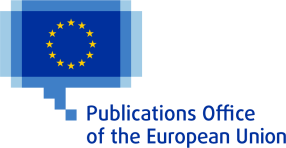 Publications Office
of the European Union